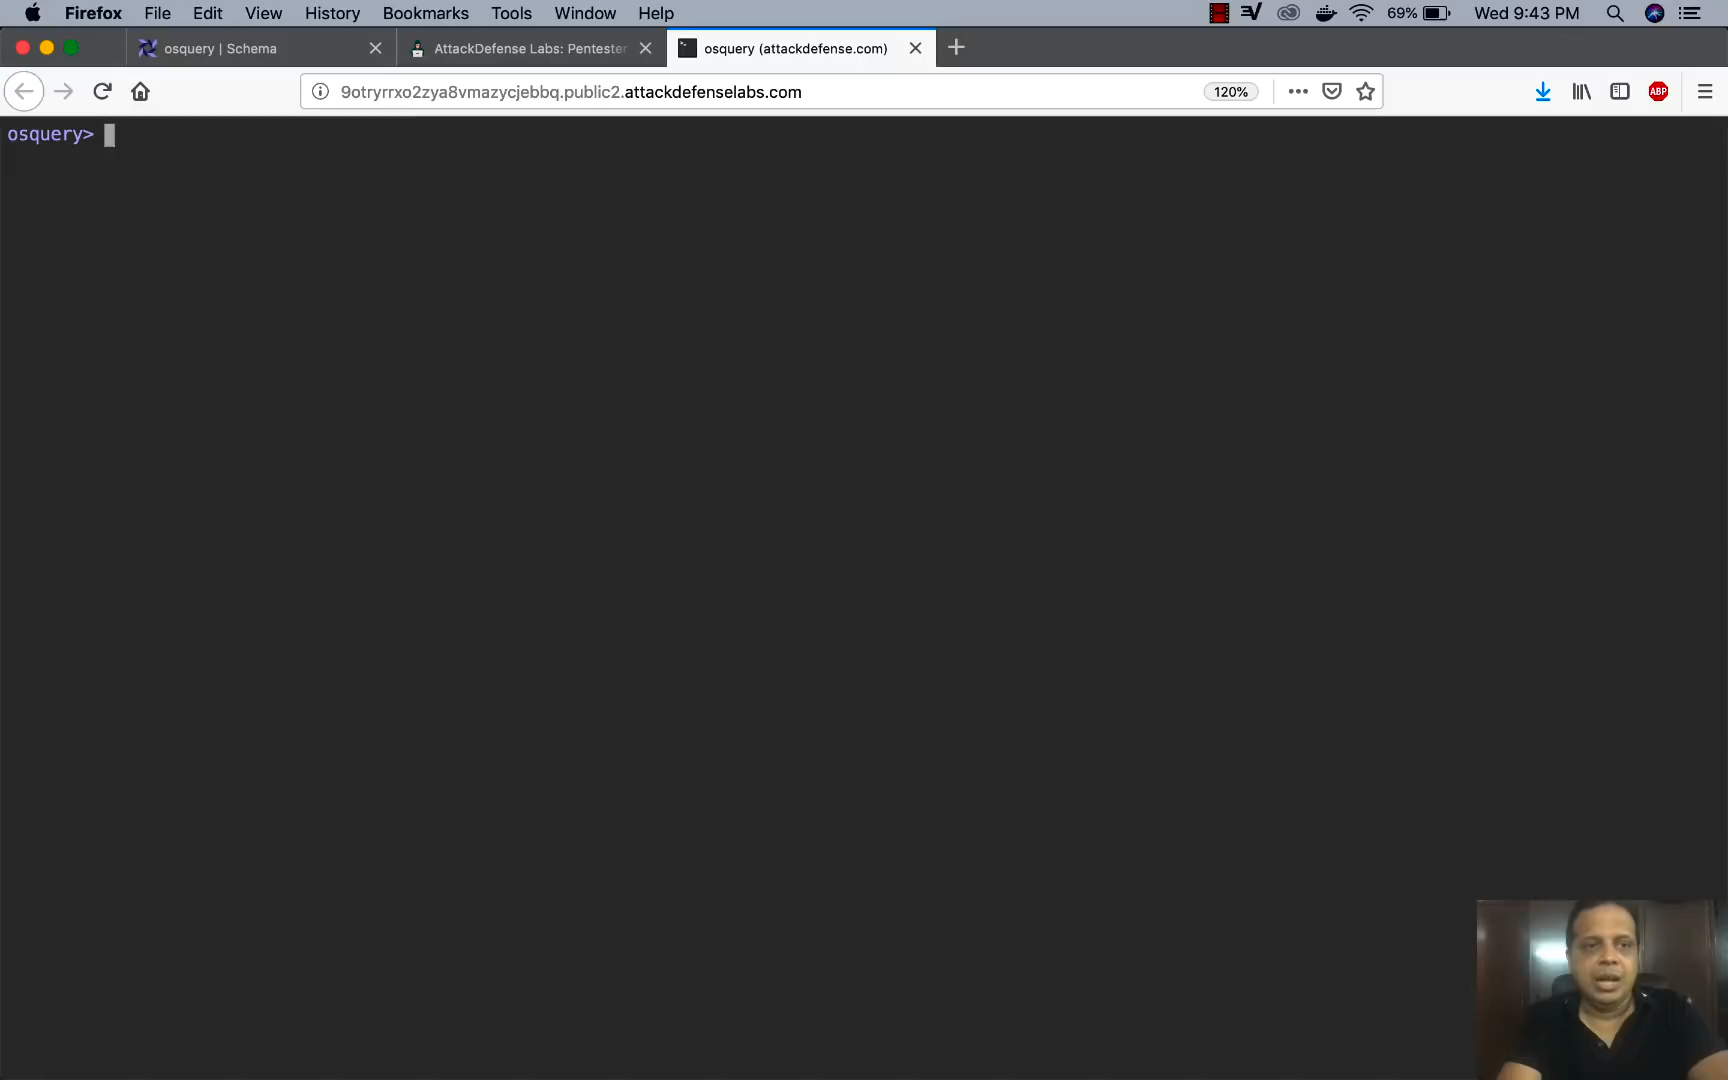 Firefox File Edit View History Bookmarks Tools Window Help 69% Wed 9:43 PM
osquery | Schema AttackDefense Labs: Pentester osquery (attackdefense.com)
9otryrrxo2zya8vmazycjebbq.public2.attackdefenselabs.com 120% ABP
osquery>